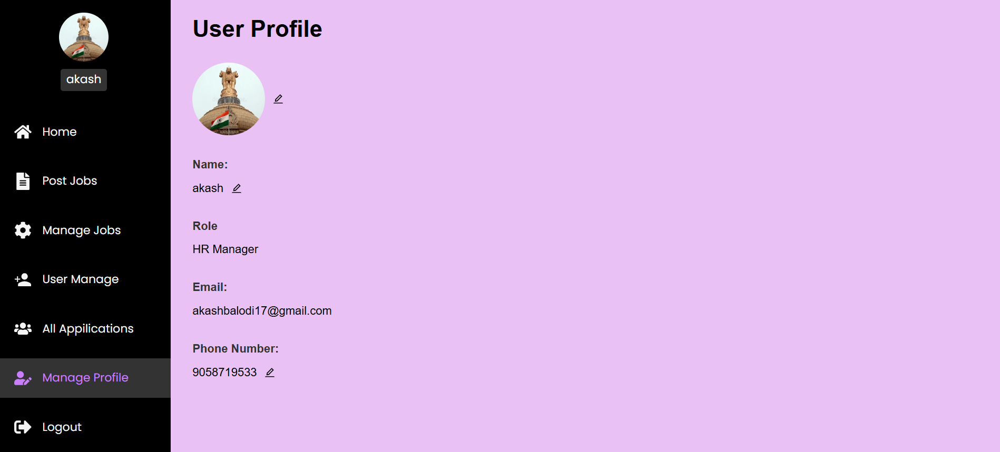 akash
Home
Post Jobs
Manage Jobs
User Manage
All Appilications
Manage Profile
Logout
User Profile
Name:
akash
Role
HR Manager
Email:
akashbalodi17@gmail.com
Phone Number:
9058719533